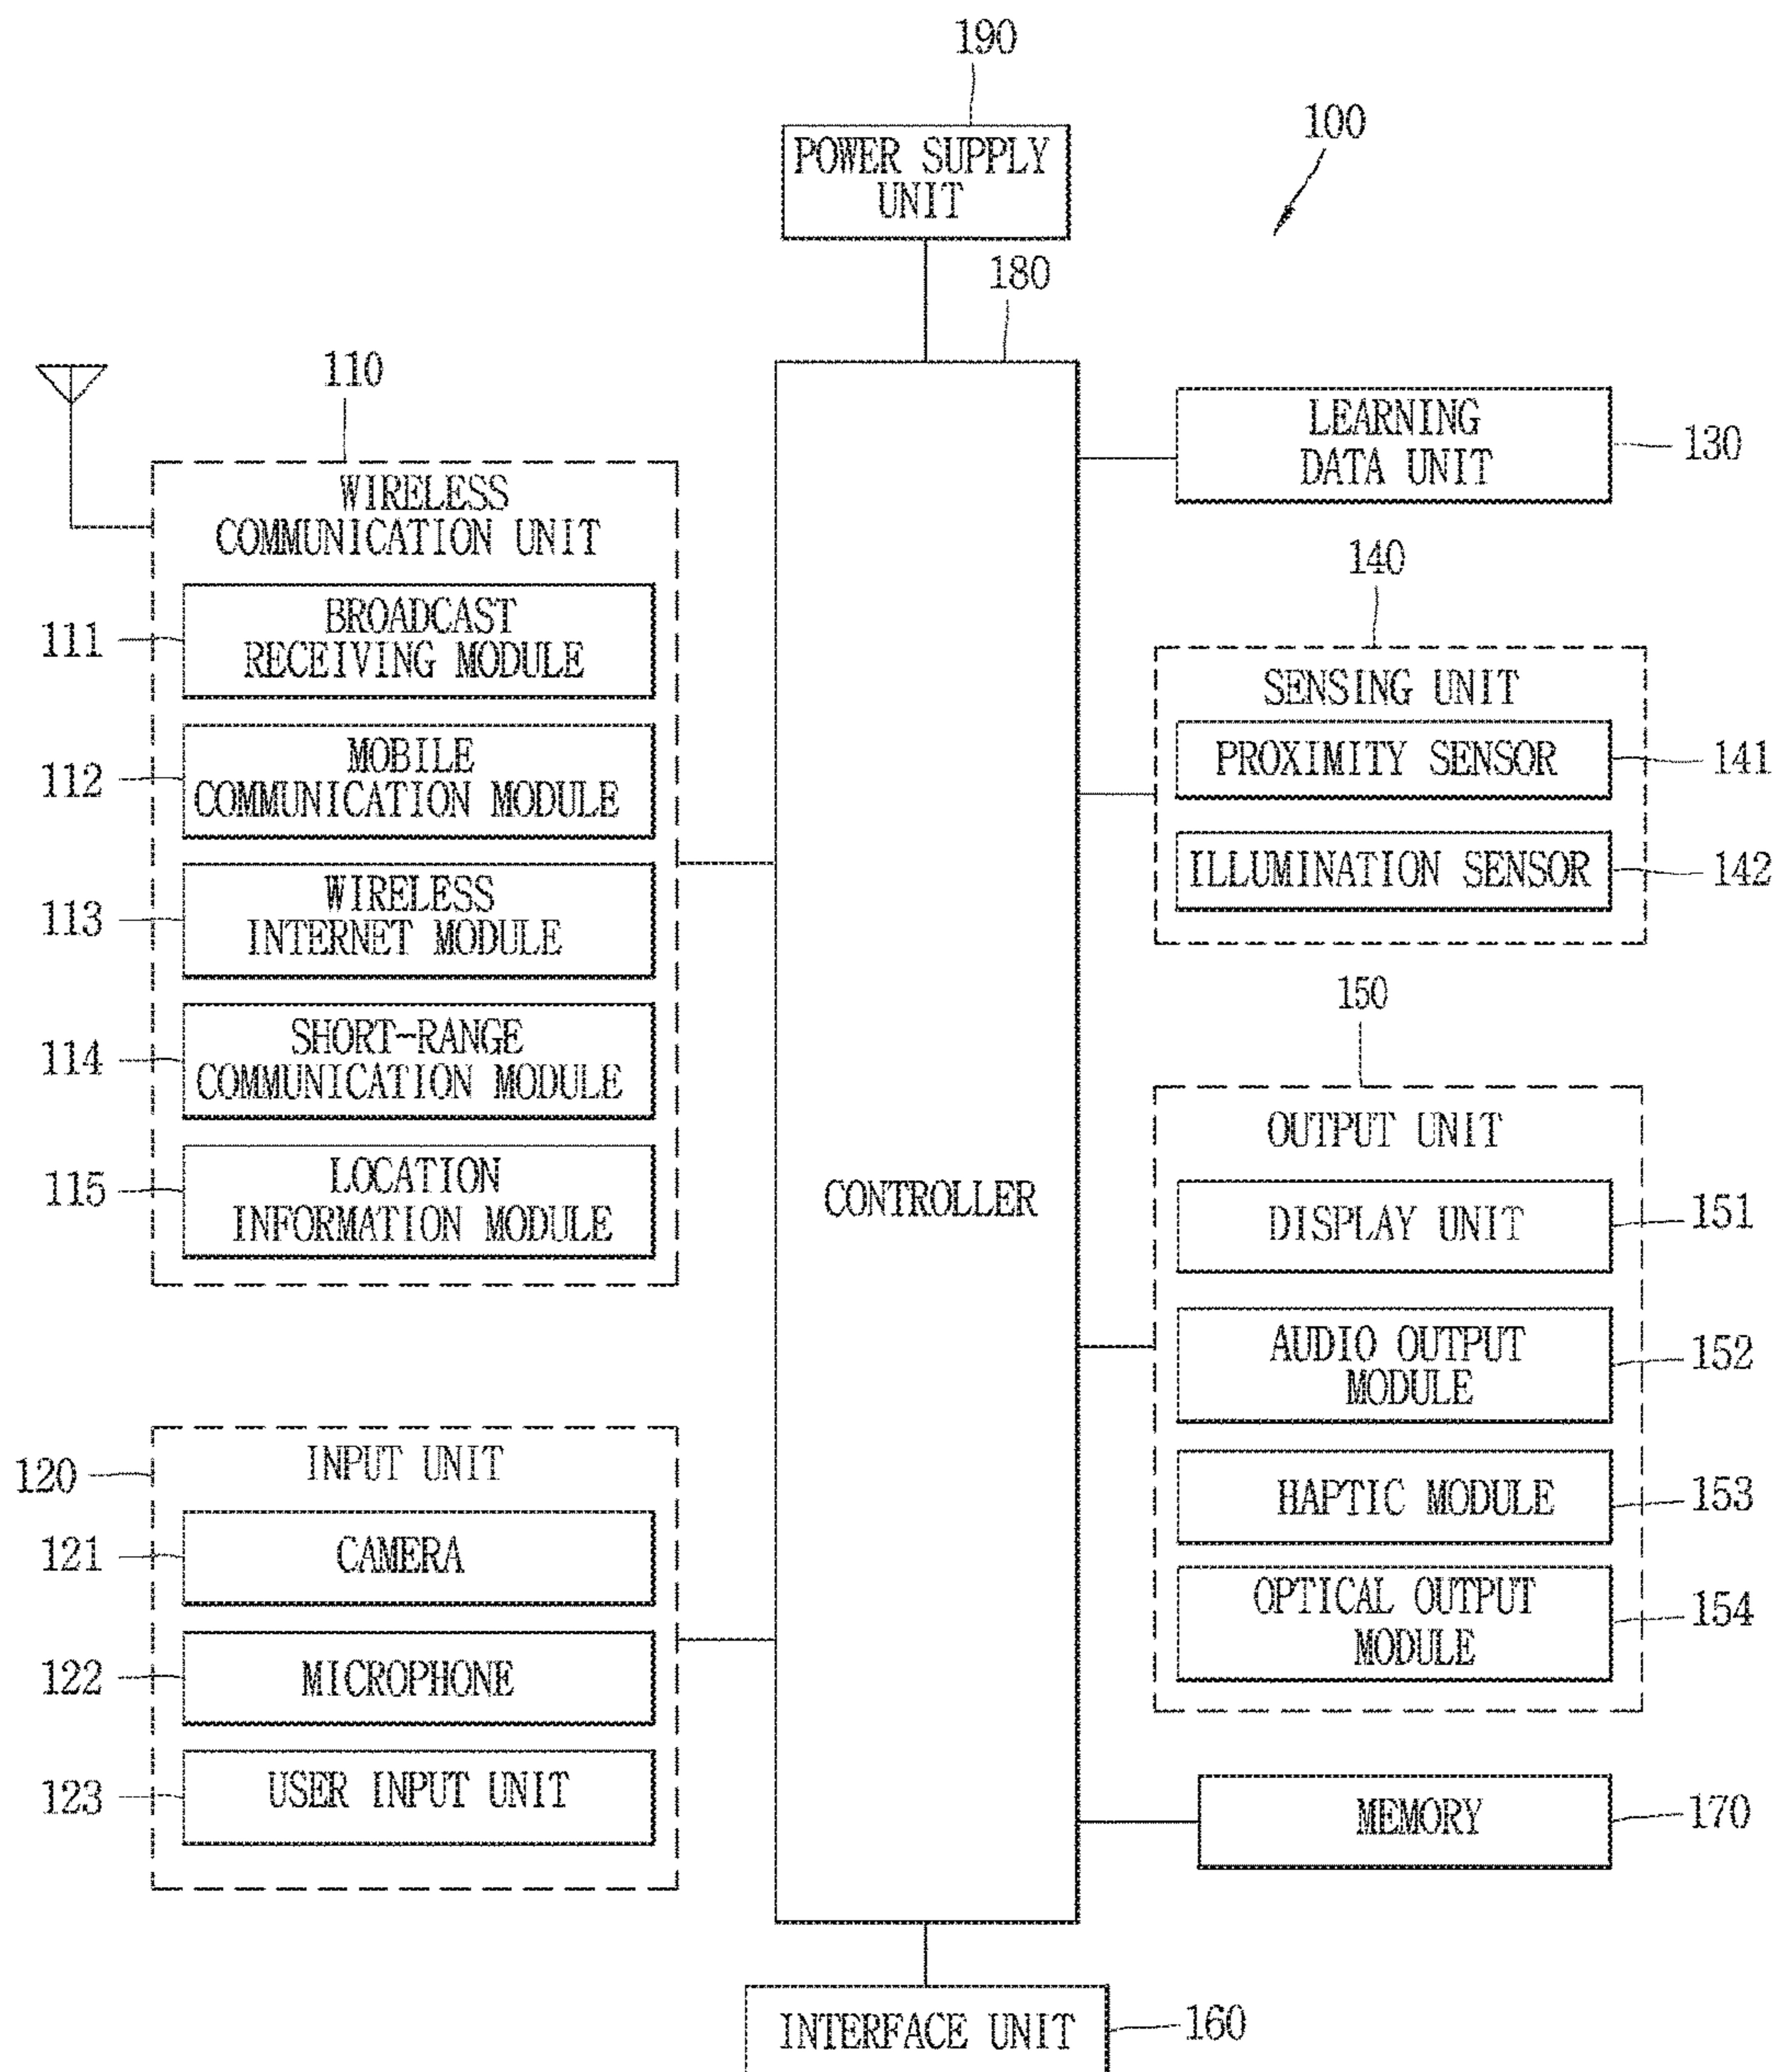 190
POWER SUPPLY
UNIT
100
180
110
WIRELESS
COMMUNICATION UNIT
111
BROADCAST
RECEIVING MODULE
112
MOBILE
COMMUNICATION MODULE
113
WIRELESS
INTERNET MODULE
114
SHORT-RANGE
COMMUNICATION MODULE
115
LOCATION
INFORMATION MODULE
120
INPUT UNIT
121
CAMERA
122
MICROPHONE
123
USER INPUT UNIT
CONTROLLER
LEARNING
DATA UNIT
130
140
SENSING UNIT
PROXIMITY SENSOR
141
ILLUMINATION SENSOR
142
150
OUTPUT UNIT
DISPLAY UNIT
151
AUDIO OUTPUT
MODULE
152
HAPTIC MODULE
153
OPTICAL OUTPUT
MODULE
154
MEMORY
170
INTERFACE UNIT
160